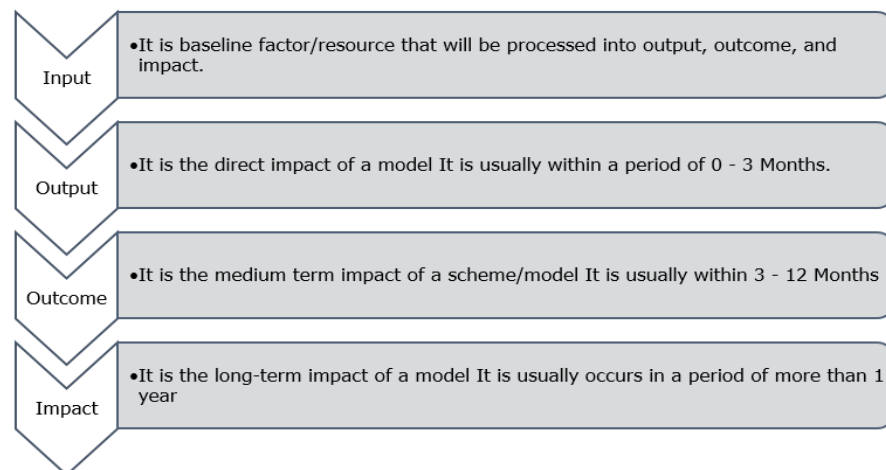 Input
•It is baseline factor/resource that will be processed into output, outcome, and
impact.
Output
•It is the direct impact of a model It is usually within a period of 0 - 3 Months.
Outcome
•It is the medium term impact of a scheme/model It is usually within 3 - 12 Months
Impact
•It is the long-term impact of a model It is usually occurs in a period of more than 1
year